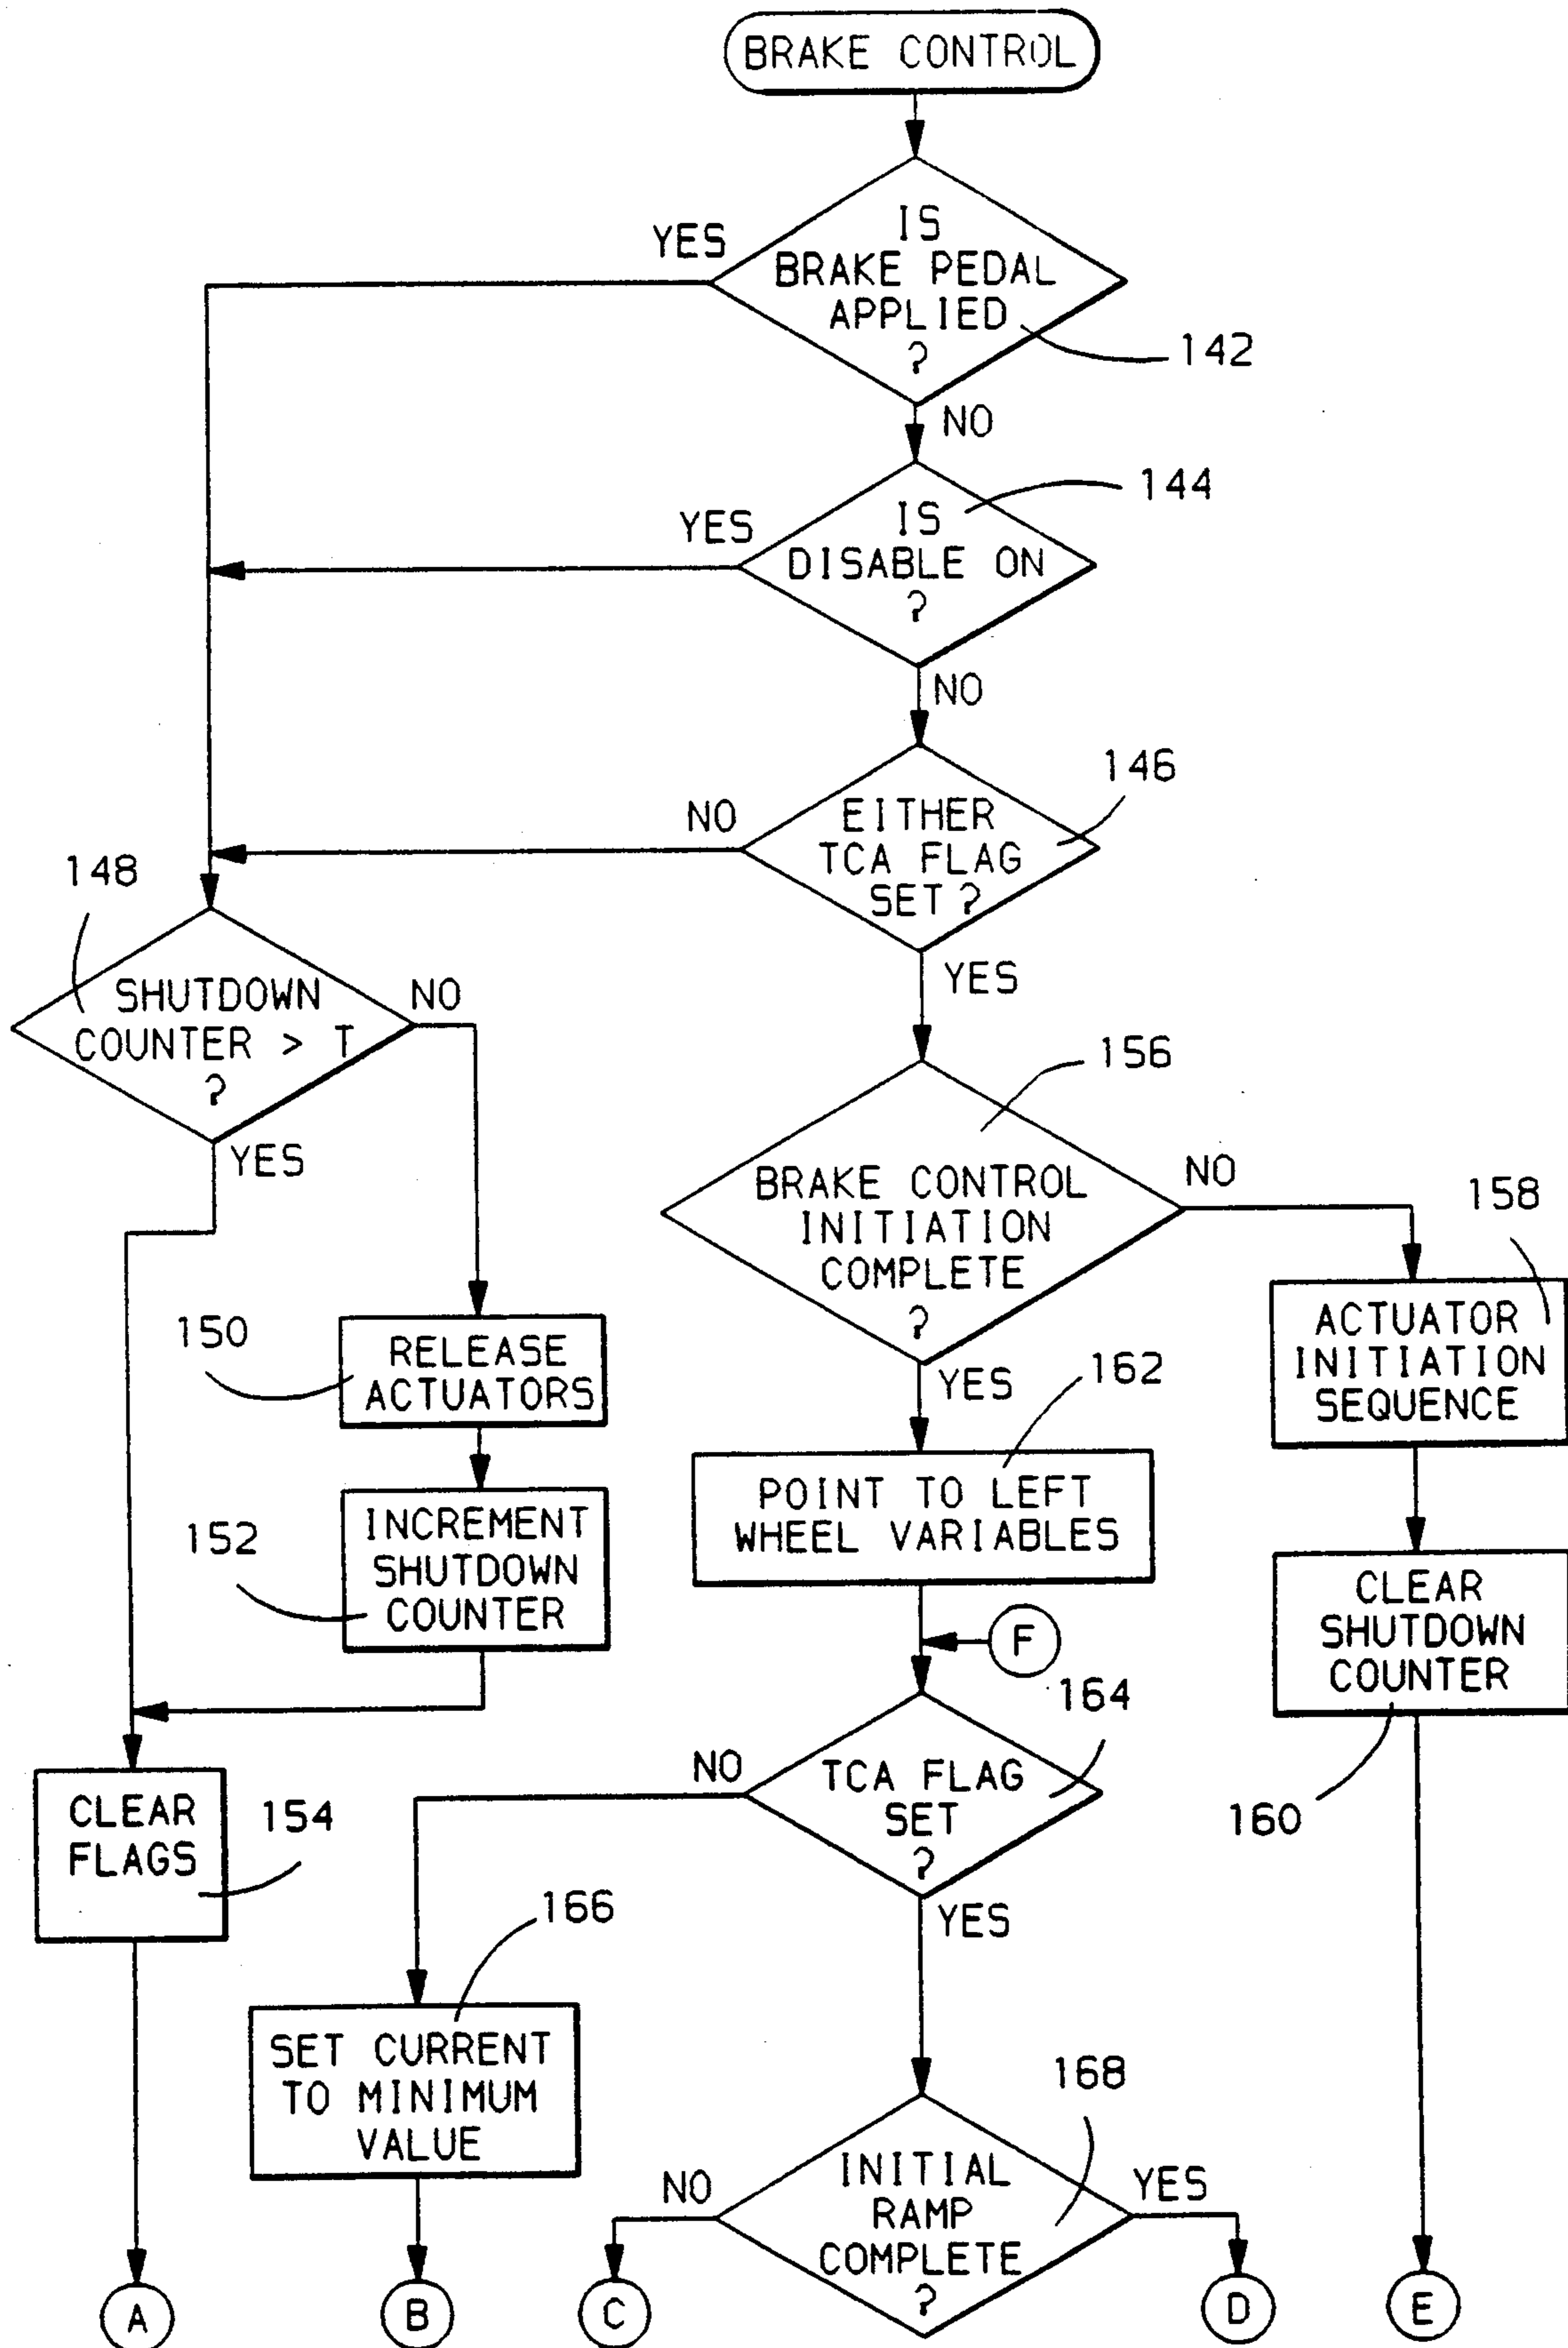 BRAKE CONTROL
IS
BRAKE PEDAL
APPLIED
?
YES
142
NO
144
IS
DISABLE ON
?
YES
NO
146
EITHER
TCA FLAG
SET ?
NO
YES
148
SHUTDOWN
COUNTER > T
?
NO
YES
156
BRAKE CONTROL
INITIATION
COMPLETE
?
NO
YES
158
ACTUATOR
INITIATION
SEQUENCE
150
RELEASE
ACTUATORS
162
POINT TO LEFT
WHEEL VARIABLES
152
INCREMENT
SHUTDOWN
COUNTER
CLEAR
SHUTDOWN
COUNTER
160
F
164
TCA FLAG
SET
?
NO
YES
CLEAR
FLAGS
154
166
SET CURRENT
TO MINIMUM
VALUE
168
INITIAL
RAMP
COMPLETE
?
NO
YES
A
B
C
D
E